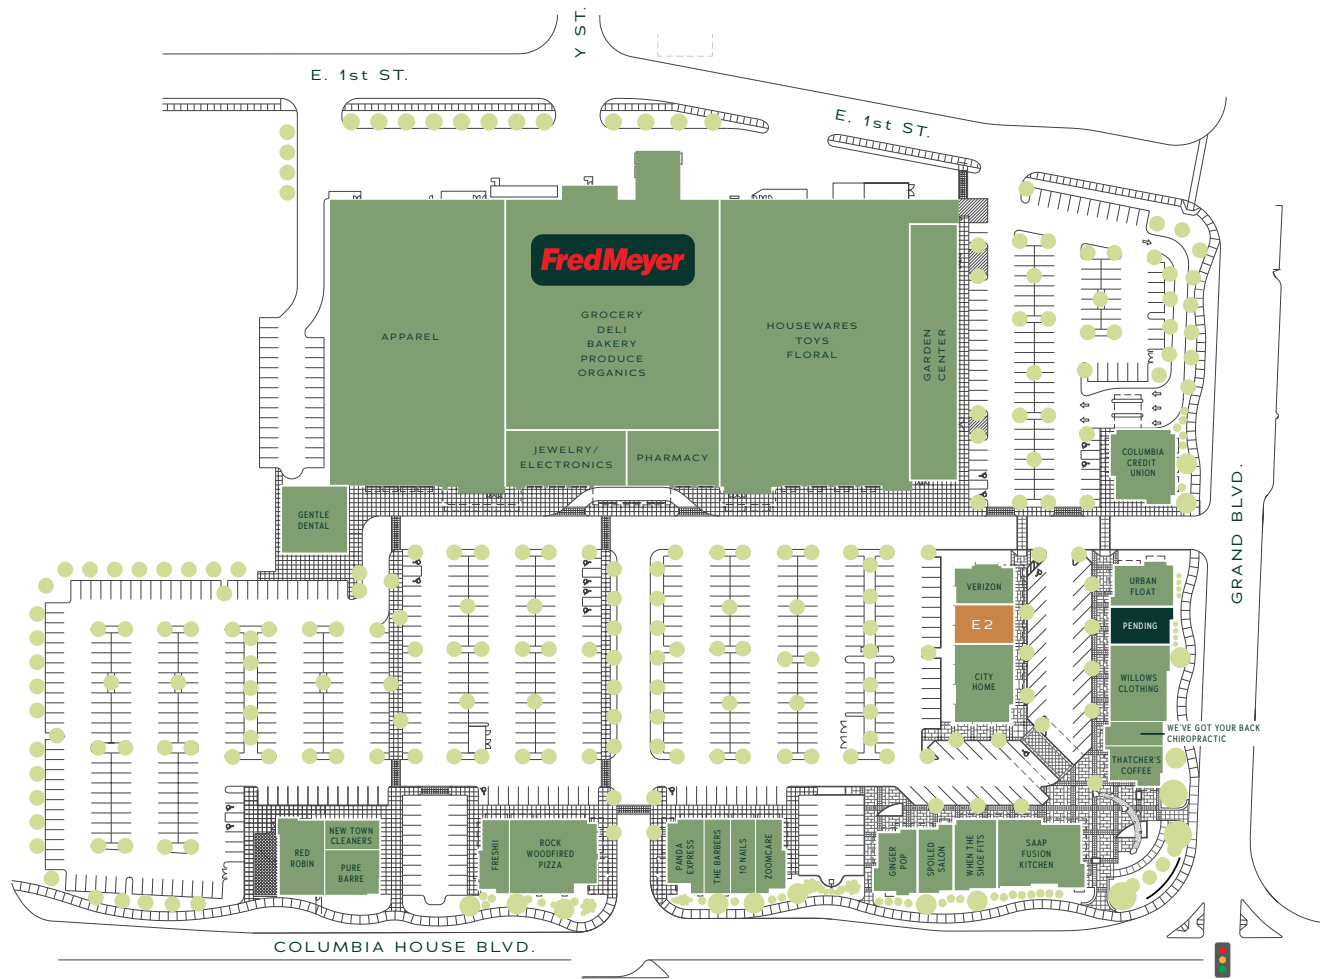 Y ST.
E. 1st ST.
E. 1st ST.
FredMeyer
APPAREL
GROCERY
DELI
BAKERY
PRODUCE
ORGANICS
HOUSEWARES
TOYS
FLORAL
GARDEN
CENTER
JEWELRY/
ELECTRONICS
PHARMACY
COLUMBIA
CREDIT
UNION
GENTLE
DENTAL
GRAND BLVD.
VERIZON
E2
CITY
HOME
URBAN
FLOAT
PENDING
WILLOWS
CLOTHING
WE'VE GOT YOUR BACK
CHIROPRACTIC
THATCHER'S
COFFEE
RED
ROBIN
NEW TOWN
CLEANERS
PURE
BARRE
FRESHII
ROCK
WOODFIRED
PIZZA
PANDA
EXPRESS
THE BARBERS
10 NAILS
ZOOMCARE
GINGER
POP
SPOILED
SALON
WHEN THE
SHOE FITS
SAAP
FUSION
KITCHEN
COLUMBIA HOUSE BLVD.